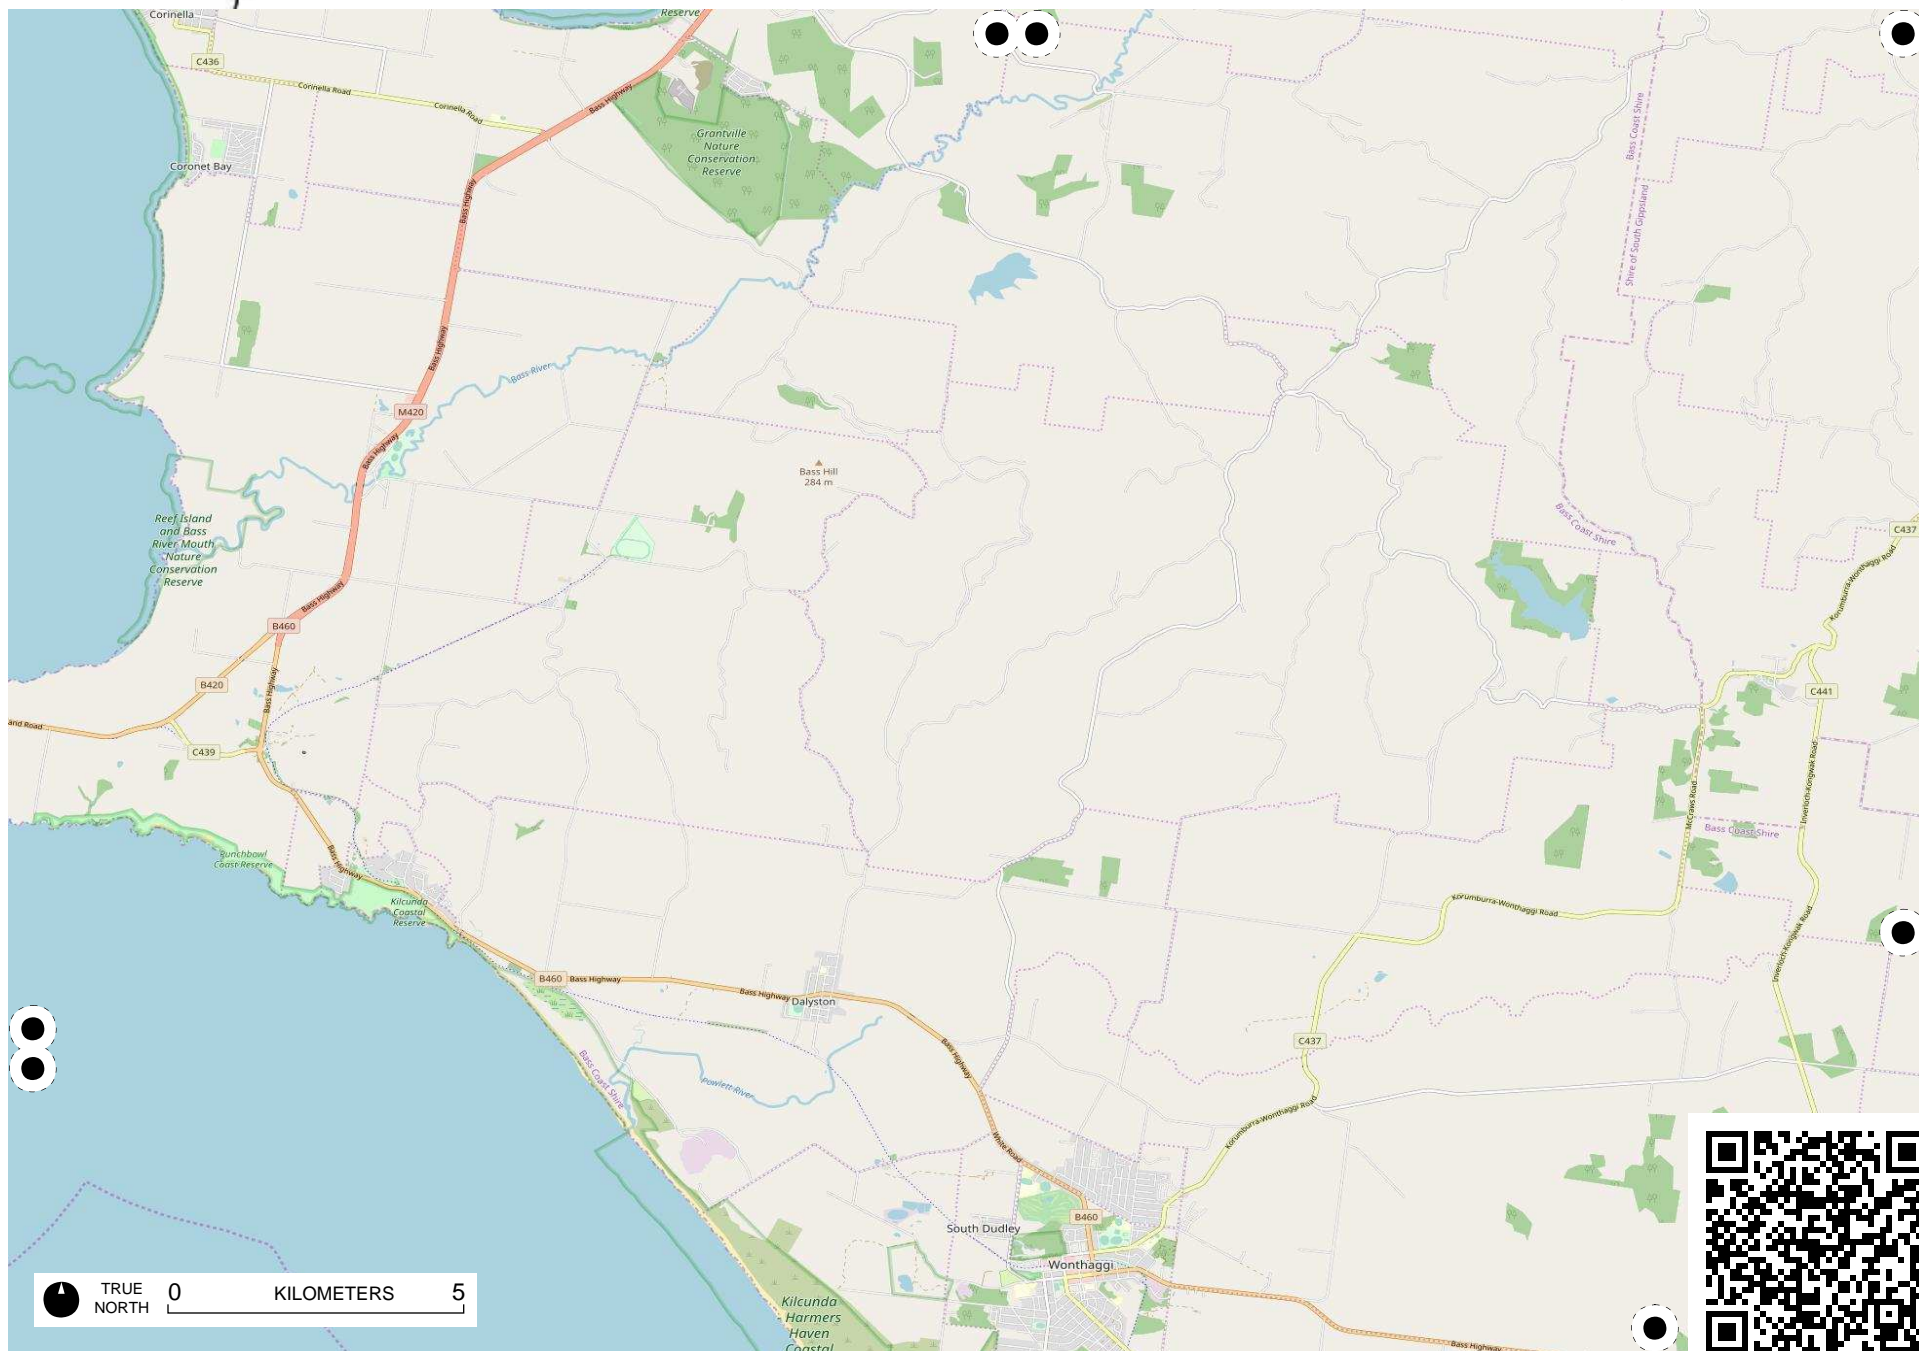 Corinella
Reserve
C436
Corinella Road
Corinella Road
Bass Highway
Grantville
Nature
Conservation
Reserve
Coronet Bay
Bass Highway
Bass Coast Shire
Shire of South Gippsland
Bass Highway
Bass River
M420
Bass Highway
Bass Hill
284 m
Reef Island
and Bass
River Mouth
Nature
Conservation
Reserve
Bass Coast Shire
C437
Korumburra-Wonthaggi Road
Bass Highway
B460
B420
Bass Highway
and Road
C439
C441
Inverloch-Kongwak Road
McCraws Road
Bass Coast Shire
Punchbowl
Coast Reserve
Bass Highway
Kilcunda
Coastal
Reserve
Korumburra-Wonthaggi Road
Inverloch-Kongwak Road
B460
Bass Highway
Bass Highway
Dalyston
Bass Highway
C437
Bass Coast Shire
Powlett River
Korumburra-Wonthaggi Road
White Road
B460
South Dudley
Wonthaggi
TRUE
NORTH
0 KILOMETERS 5
Kilcunda
Harmers
Haven
Coastal
Bass Highway